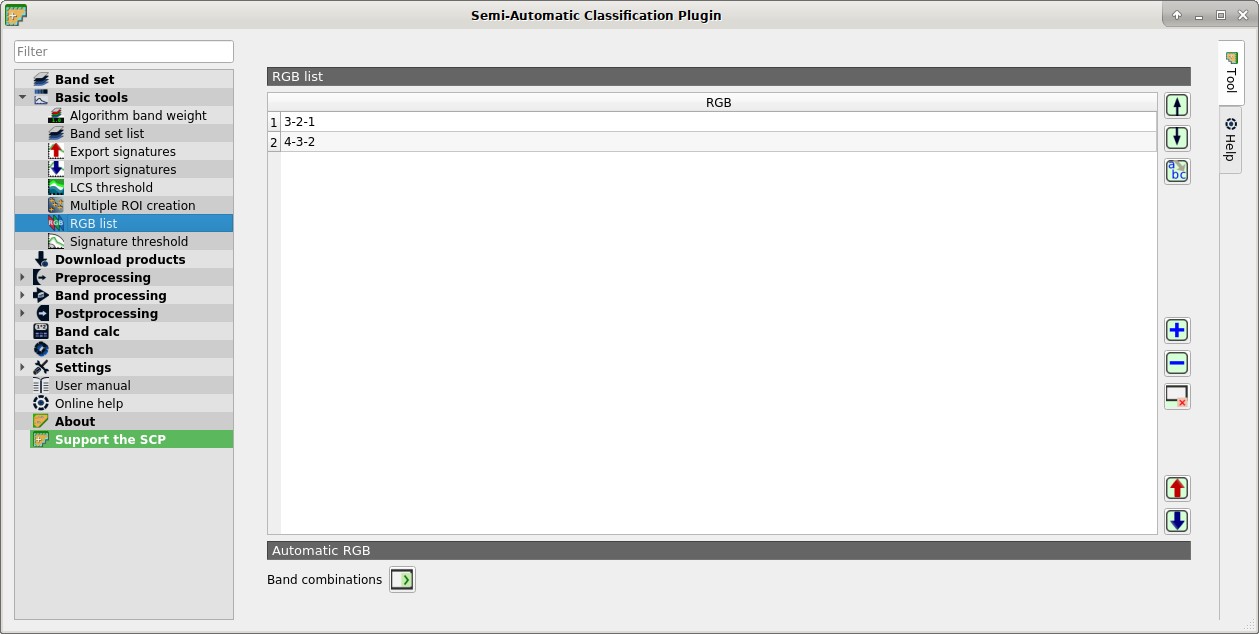 Semi-Automatic Classification Plugin
Filter
Band set
Basic tools
Algorithm band weight
Band set list
Export signatures
Import signatures
LCS threshold
Multiple ROI creation
RGB list
Signature threshold
Download products
Preprocessing
Band processing
Postprocessing
Band calc
Batch
Settings
User manual
Online help
About
Support the SCP
RGB list
RGB
1 3-2-1
2 4-3-2
a
bc
Automatic RGB
Band combinations
Tool
Help